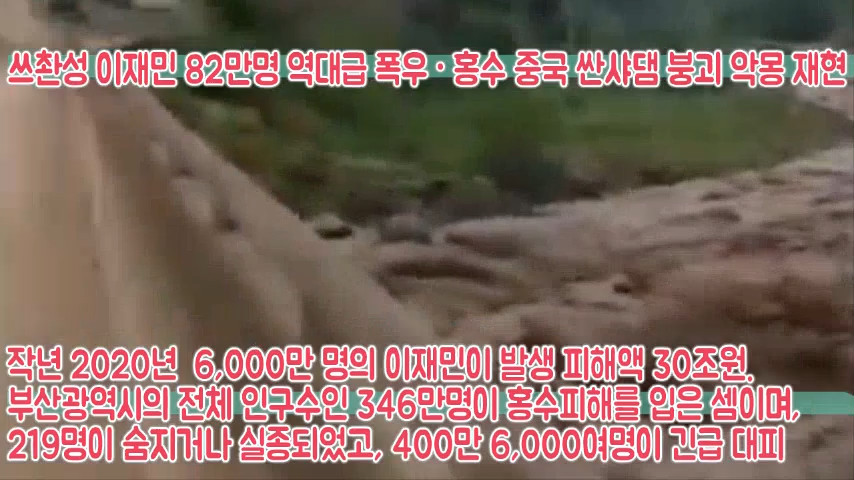 쓰촨성 이재민 82만명 역대급 폭우·홍수 중국 싼샤댐 붕괴 악몽 재현
작년 2020년 6,000만 명의 이재민이 발생 피해액 30조원.
부산광역시의 전체 인구수인 346만명이 홍수피해를 입은 셈이며,
219명이 숨지거나 실종되었고, 400만 6,000여명이 긴급 대피